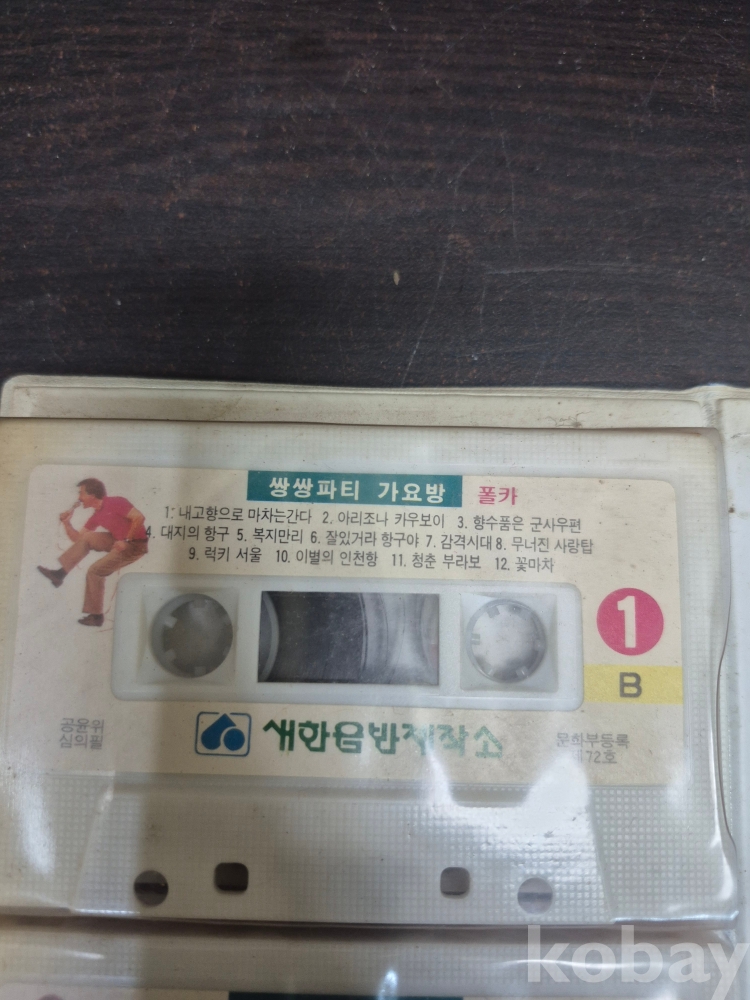 쌍쌍파티 가요방 폴카
1. 내고향으로 마차는간다 2. 아리조나 카우보이 3. 향수품은 군사우편
4. 대지의 항구 5. 복지만리 6. 잘있거라 항구야 7. 감격시대 8. 무너진 사랑탑
9. 럭키 서울 10. 이별의 인천항 11. 청춘 부라보 12. 꽃마차
1
B
공윤위
심의필
새한음반제작소
문화부등록
제72호
kobay